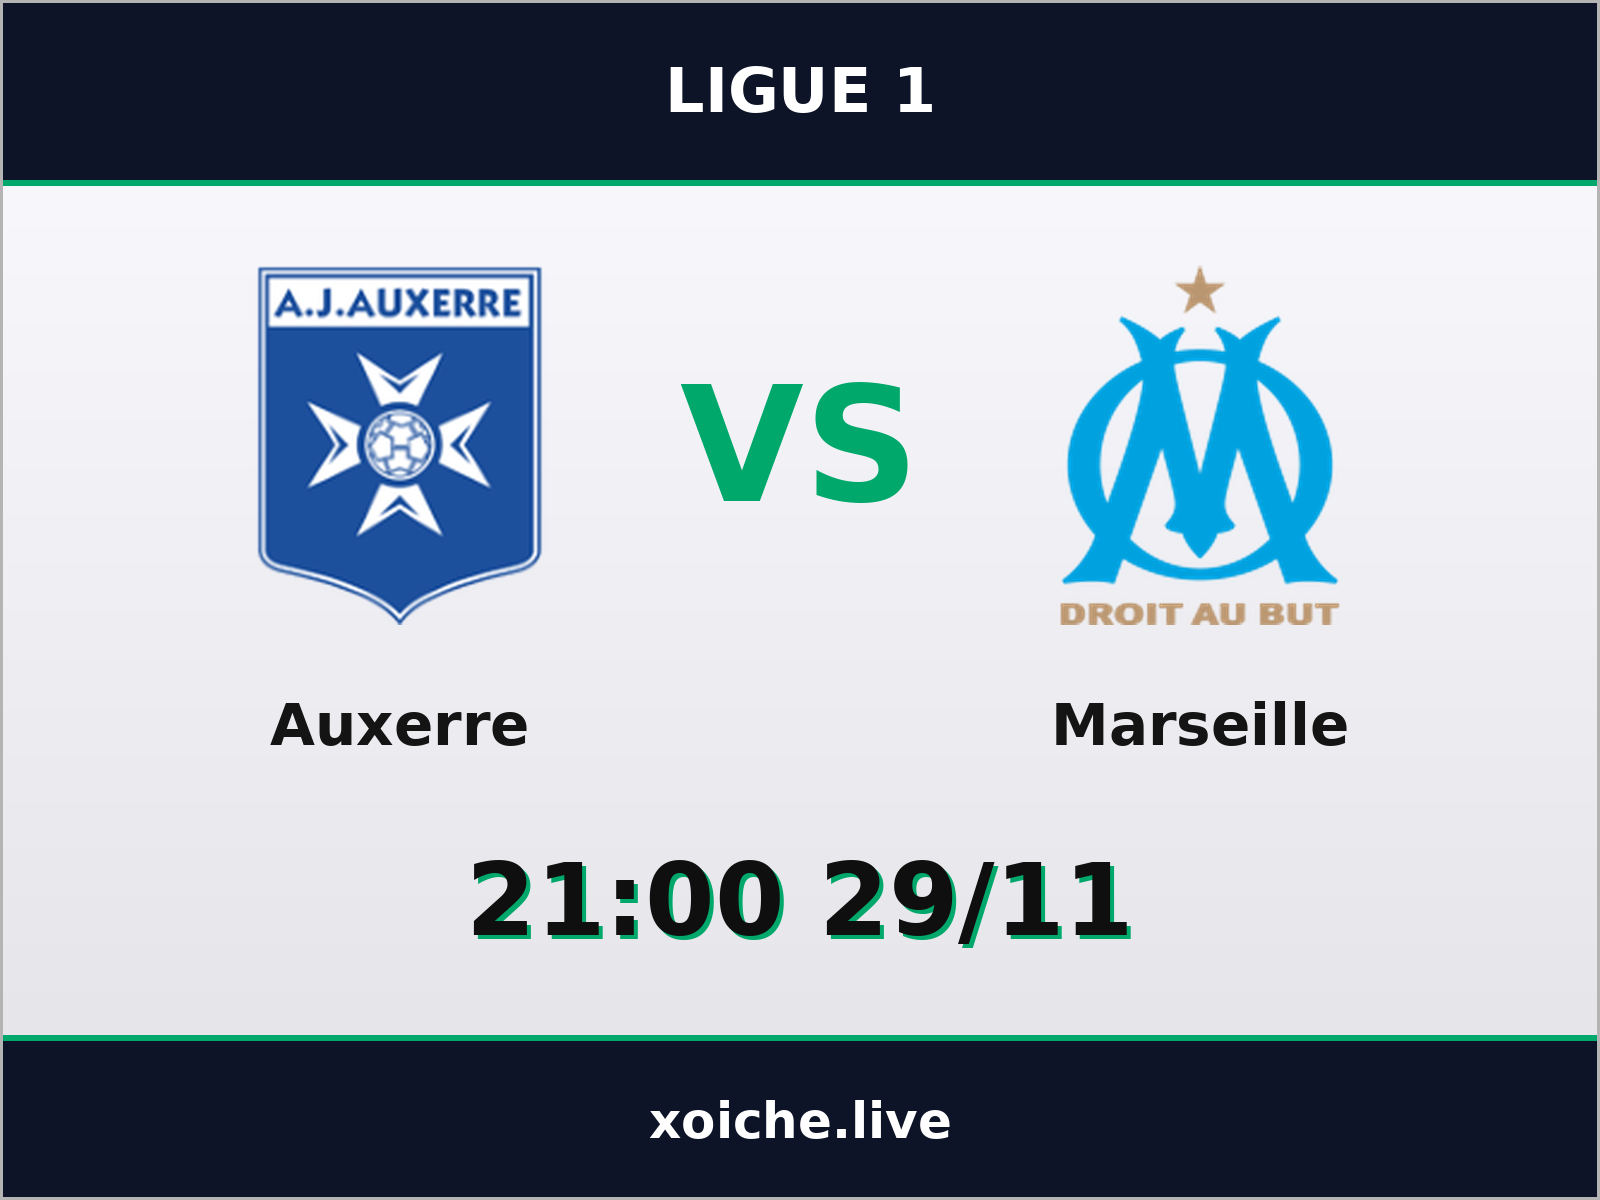 LIGUE 1
A.J.AUXERRE
VS
DROIT AU BUT
Auxerre
Marseille
21:00 29/11
xoiche.live